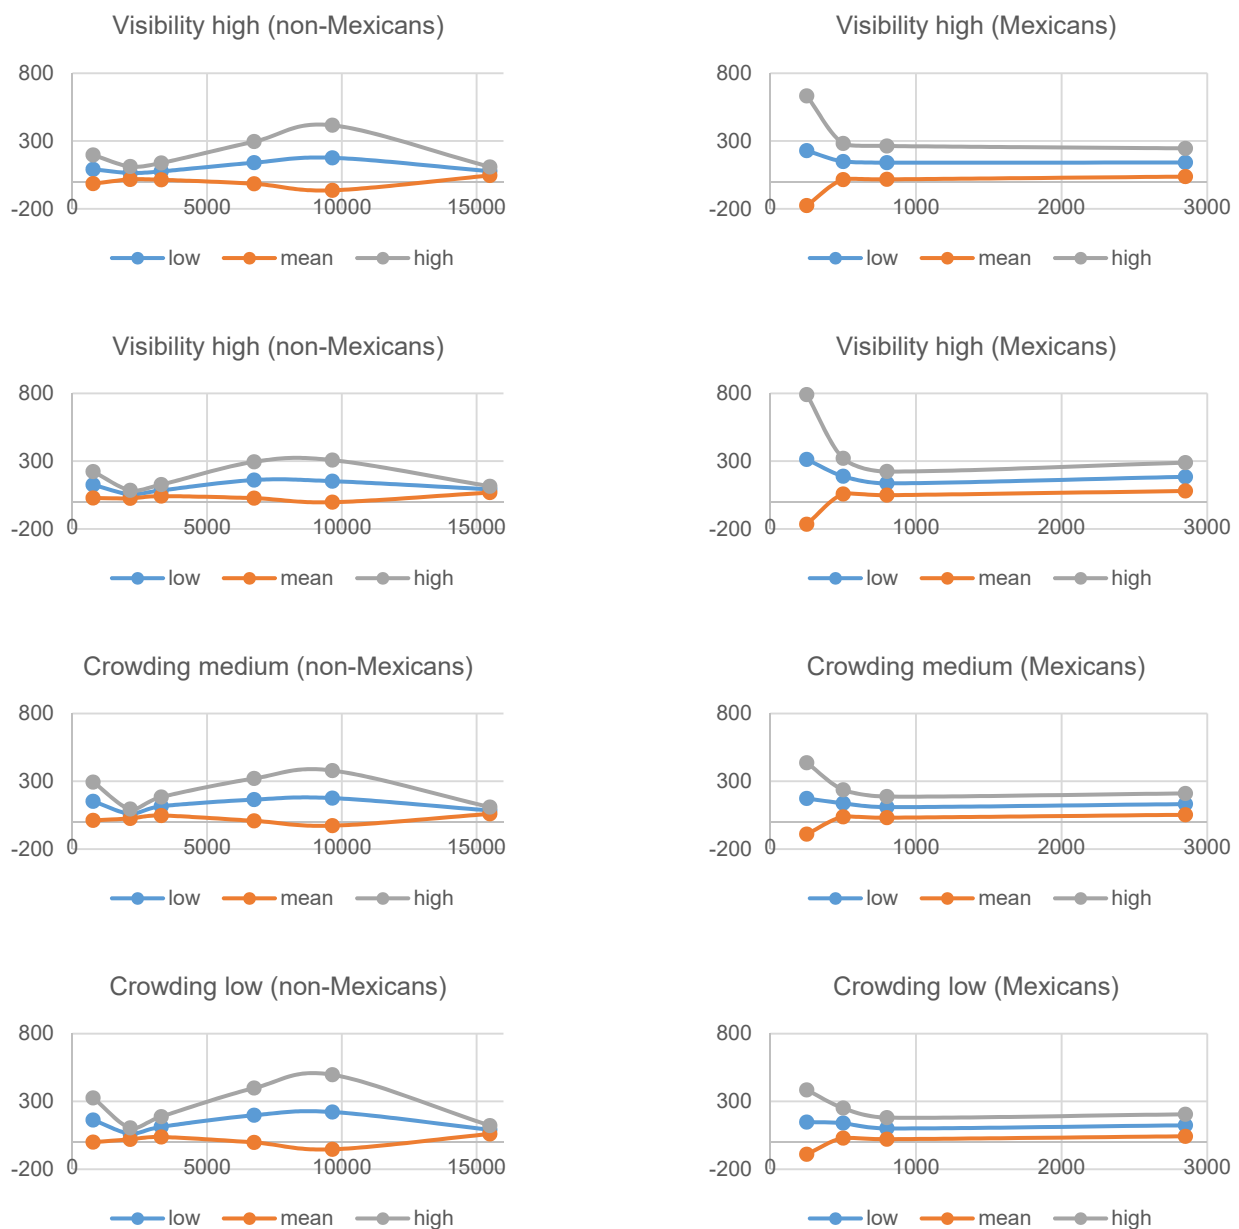 Visibility high (non-Mexicans)
800
300
-200
0 5000 10000 15000
low mean high
Visibility high (Mexicans)
800
300
-200
0 1000 2000 3000
low mean high
Visibility high (non-Mexicans)
800
300
-200
0 5000 10000 15000
low mean high
Visibility high (Mexicans)
800
300
-200
0 1000 2000 3000
low mean high
Crowding medium (non-Mexicans)
800
300
-200
0 5000 10000 15000
low mean high
Crowding medium (Mexicans)
800
300
-200
0 1000 2000 3000
low mean high
Crowding low (non-Mexicans)
800
300
-200
0 5000 10000 15000
low mean high
Crowding low (Mexicans)
800
300
-200
0 1000 2000 3000
low mean high